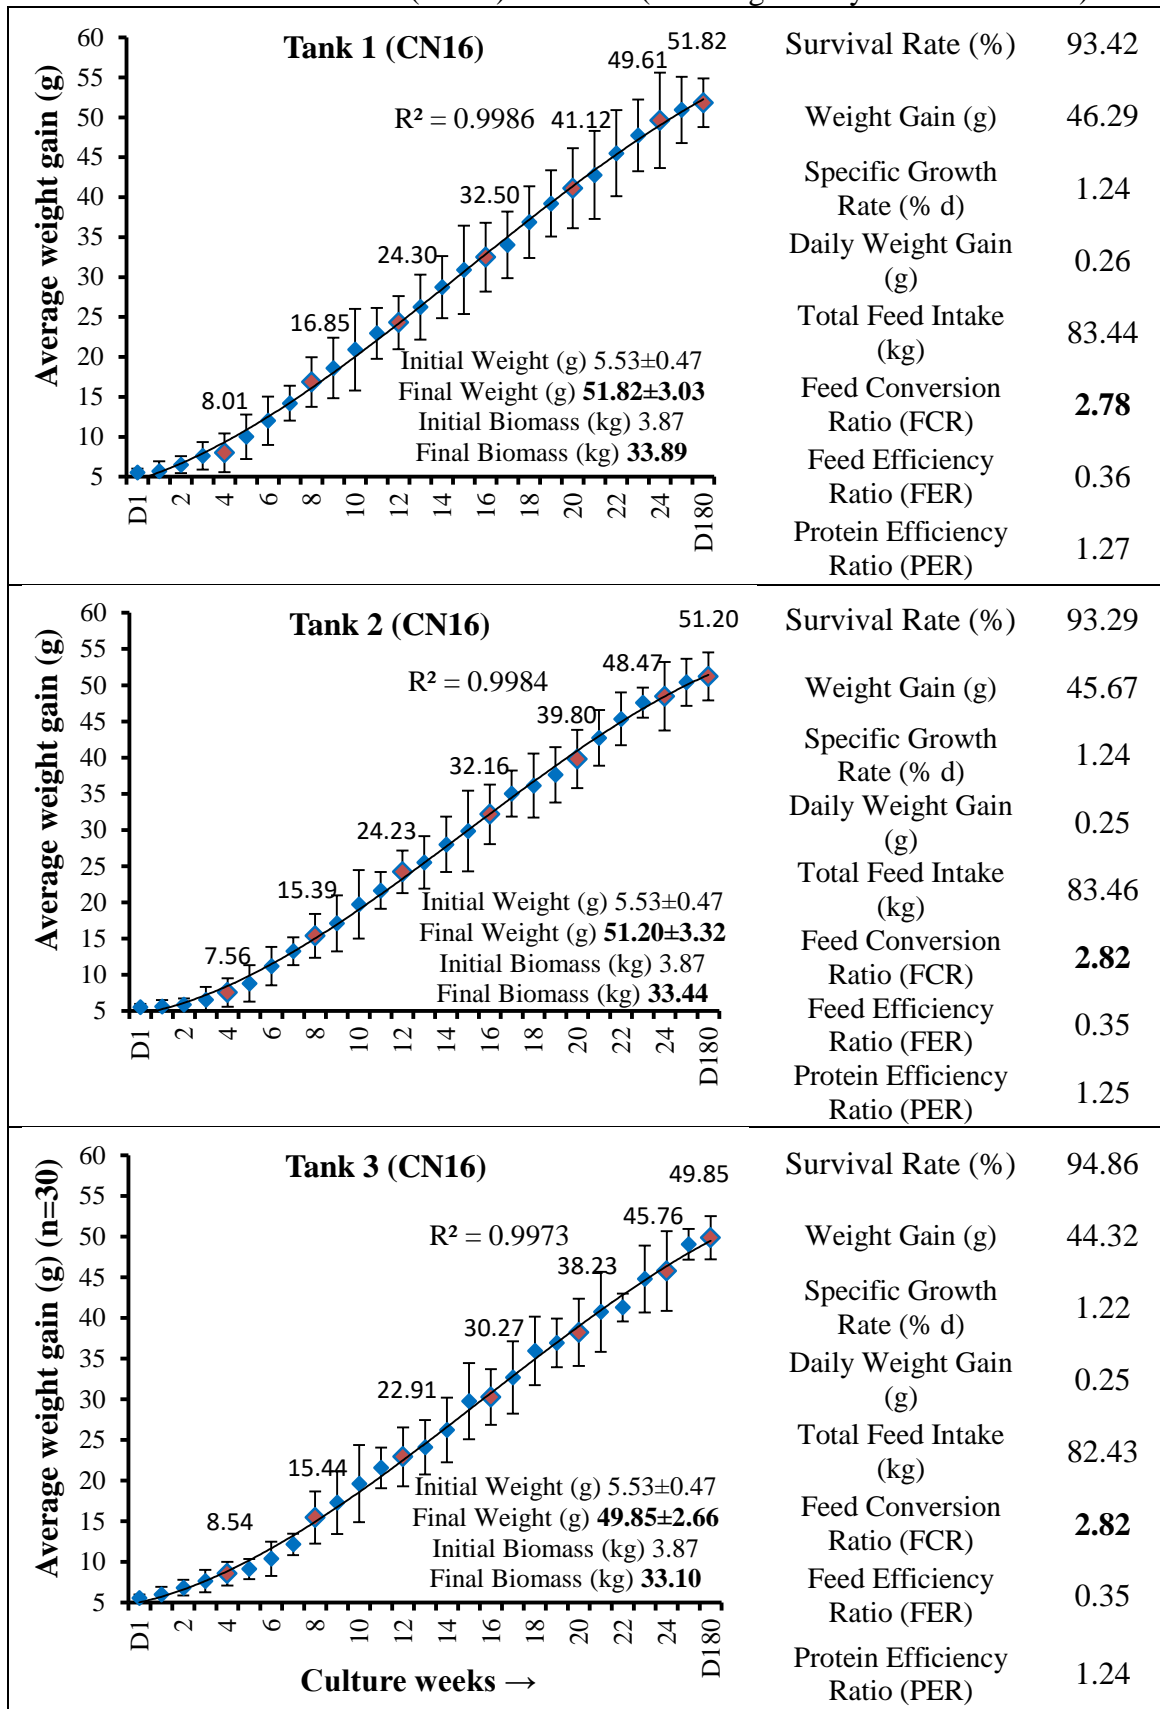 Tank 1 (CN16)
Average weight gain (g)
60
55
50
45
40
35
30
25
20
15
10
5
R² = 0.9986
8.01
16.85
24.30
32.50
41.12
49.61
51.82
Initial Weight (g) 5.53±0.47
Final Weight (g) 51.82±3.03
Initial Biomass (kg) 3.87
Final Biomass (kg) 33.89
D1
2
4
6
8
10
12
14
16
18
20
22
24
D180
Survival Rate (%) 93.42
Weight Gain (g) 46.29
Specific Growth
Rate (% d) 1.24
Daily Weight Gain
(g) 0.26
Total Feed Intake
(kg) 83.44
Feed Conversion
Ratio (FCR) 2.78
Feed Efficiency
Ratio (FER) 0.36
Protein Efficiency
Ratio (PER) 1.27
Tank 2 (CN16)
Average weight gain (g)
60
55
50
45
40
35
30
25
20
15
10
5
R² = 0.9984
7.56
15.39
24.23
32.16
39.80
48.47
51.20
Initial Weight (g) 5.53±0.47
Final Weight (g) 51.20±3.32
Initial Biomass (kg) 3.87
Final Biomass (kg) 33.44
D1
2
4
6
8
10
12
14
16
18
20
22
24
D180
Survival Rate (%) 93.29
Weight Gain (g) 45.67
Specific Growth
Rate (% d) 1.24
Daily Weight Gain
(g) 0.25
Total Feed Intake
(kg) 83.46
Feed Conversion
Ratio (FCR) 2.82
Feed Efficiency
Ratio (FER) 0.35
Protein Efficiency
Ratio (PER) 1.25
Tank 3 (CN16)
Average weight gain (g) (n=30)
60
55
50
45
40
35
30
25
20
15
10
5
R² = 0.9973
8.54
15.44
22.91
30.27
38.23
45.76
49.85
Initial Weight (g) 5.53±0.47
Final Weight (g) 49.85±2.66
Initial Biomass (kg) 3.87
Final Biomass (kg) 33.10
D1
2
4
6
8
10
12
14
16
18
20
22
24
D180
Culture weeks →
Survival Rate (%) 94.86
Weight Gain (g) 44.32
Specific Growth
Rate (% d) 1.22
Daily Weight Gain
(g) 0.25
Total Feed Intake
(kg) 82.43
Feed Conversion
Ratio (FCR) 2.82
Feed Efficiency
Ratio (FER) 0.35
Protein Efficiency
Ratio (PER) 1.24